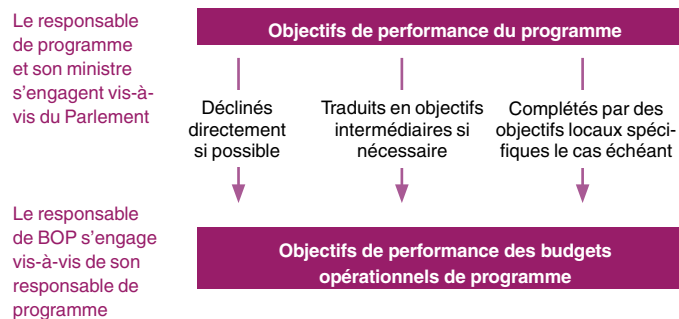 Le responsable
de programme
et son ministre
s'engagent vis-à-
vis du Parlement
Objectifs de performance du programme
Déclinés
directement
si possible
Traduits en objectifs
intermédiaires si
nécessaire
Complétés par des
objectifs locaux spéci-
fiques le cas échéant
Le responsable
de BOP s'engage
vis-à-vis de son
responsable de
programme
Objectifs de performance des budgets
opérationnels de programme